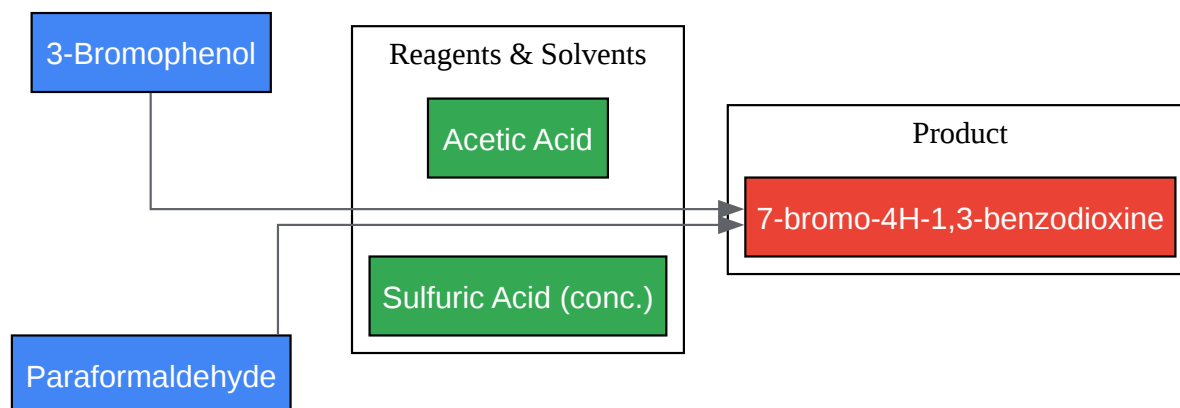 3-Bromophenol
Reagents & Solvents
Acetic Acid
Product
7-bromo-4H-1,3-benzodioxine
Sulfuric Acid (conc.)
Paraformaldehyde